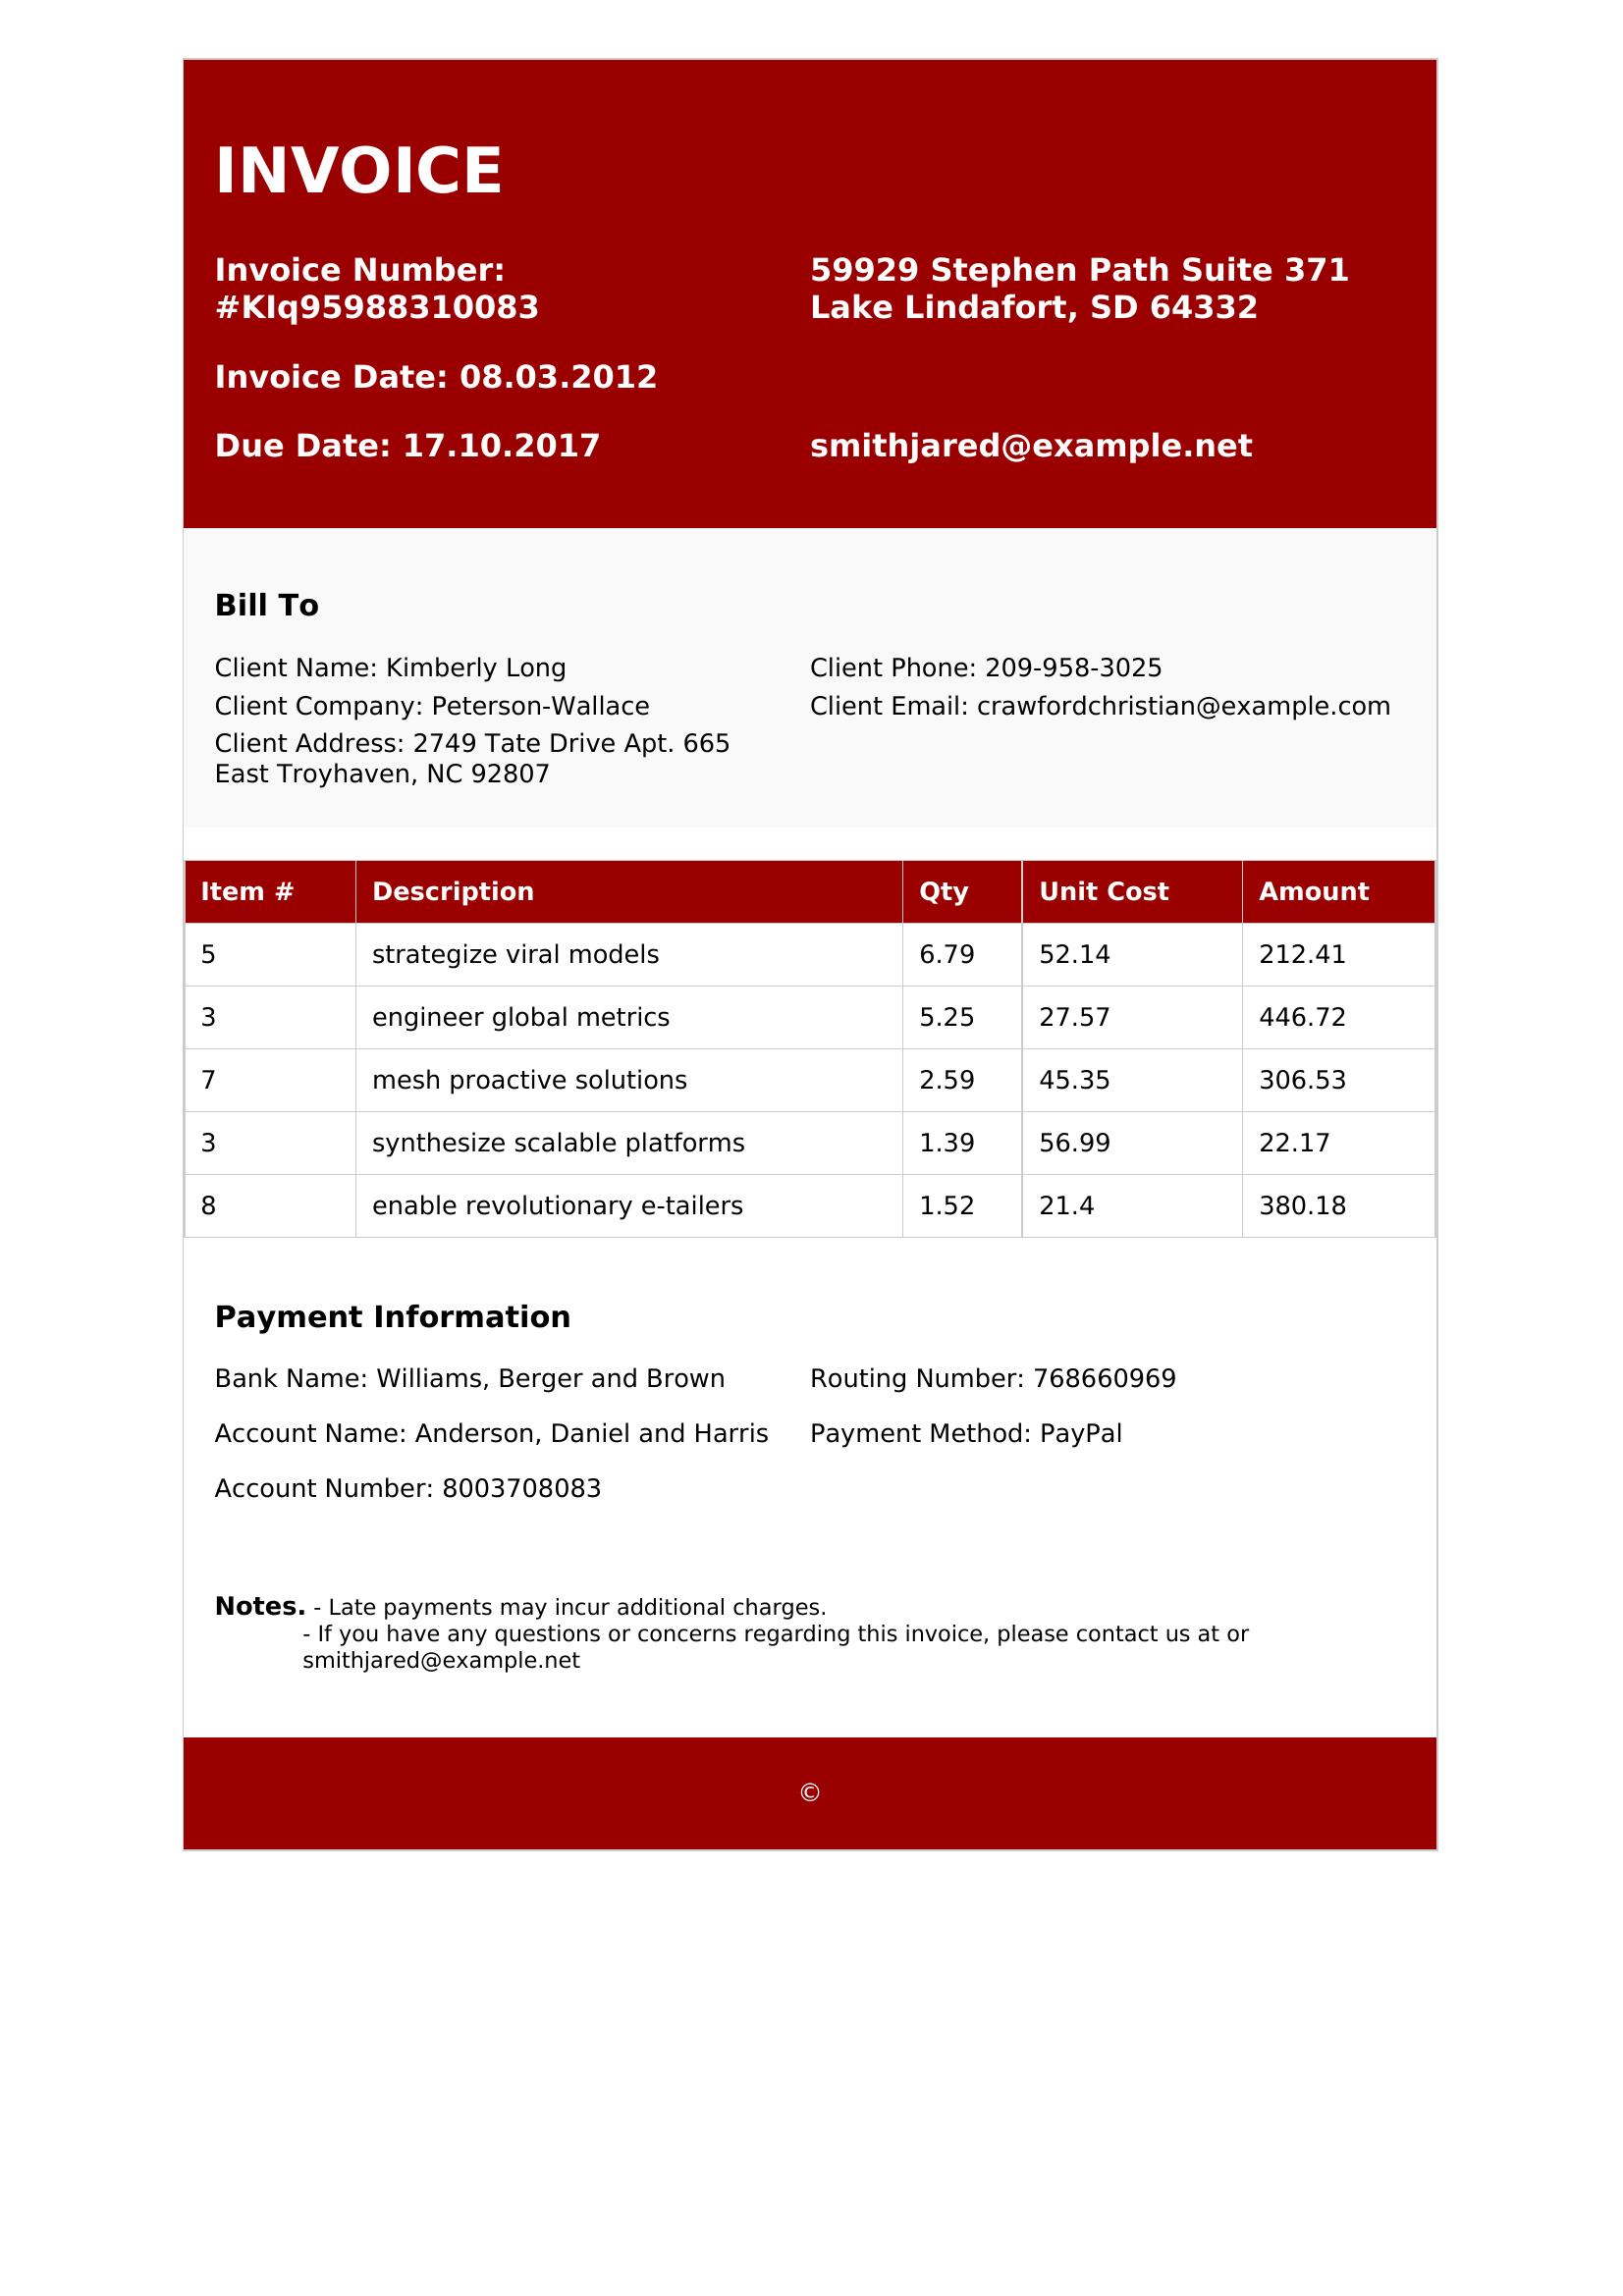 INVOICE
Invoice Number:
#KIq95988310083
59929 Stephen Path Suite 371
Lake Lindafort, SD 64332
Invoice Date: 08.03.2012
Due Date: 17.10.2017
smithjared@example.net
Bill To
Client Name: Kimberly Long
Client Phone: 209-958-3025
Client Company: Peterson-Wallace
Client Email: crawfordchristian@example.com
Client Address: 2749 Tate Drive Apt. 665
East Troyhaven, NC 92807
Item # Description Qty Unit Cost Amount
5 strategize viral models 6.79 52.14 212.41
3 engineer global metrics 5.25 27.57 446.72
7 mesh proactive solutions 2.59 45.35 306.53
3 synthesize scalable platforms 1.39 56.99 22.17
8 enable revolutionary e-tailers 1.52 21.4 380.18
Payment Information
Bank Name: Williams, Berger and Brown
Routing Number: 768660969
Account Name: Anderson, Daniel and Harris
Payment Method: PayPal
Account Number: 8003708083
Notes. - Late payments may incur additional charges.
- If you have any questions or concerns regarding this invoice, please contact us at or
smithjared@example.net
©